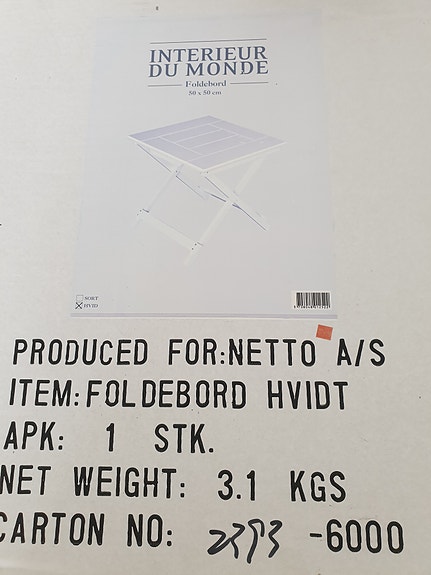 INTERIEUR
DU MONDE
Foldebord
50 x 50 cm
SORT
HVID
PRODUCED FOR:NETTO A/S
ITEM:FOLDEBORD HVIDT
APK: 1 STK.
NET WEIGHT: 3.1 KGS
CARTON NO: 2393 -6000